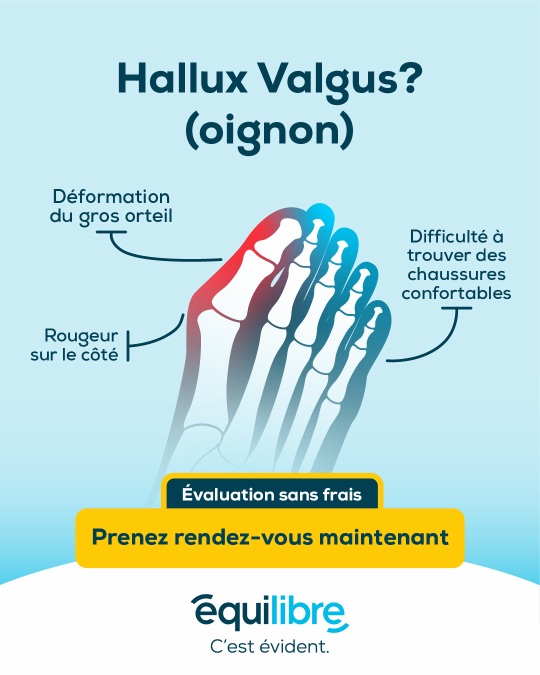 Hallux Valgus?
(oignon)
Déformation
du gros orteil
Difficulté à
trouver des
chaussures
confortables
Rougeur
sur le côté
Évaluation sans frais
Prenez rendez-vous maintenant
équilibre
C'est évident.